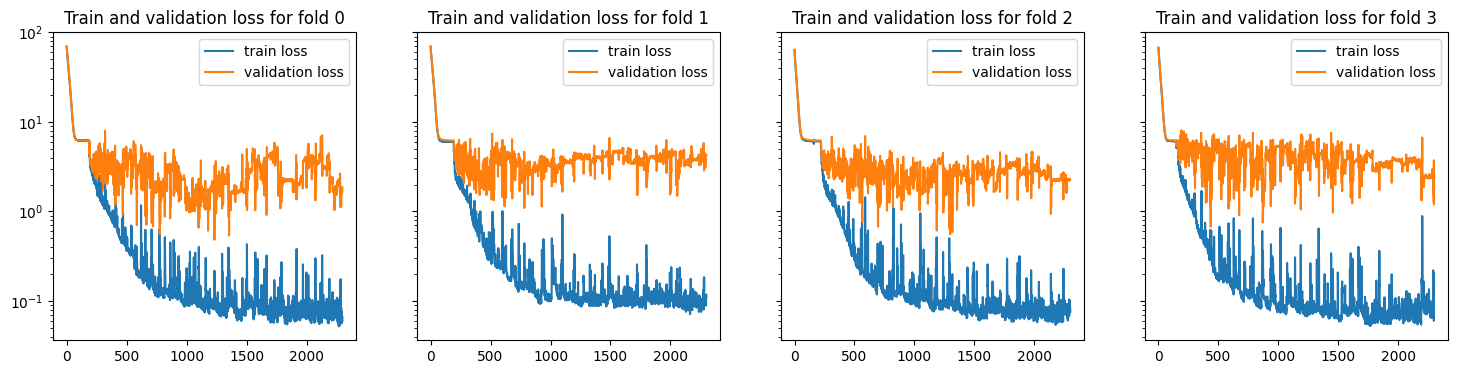 Train and validation loss for fold 0
Train and validation loss for fold 1
Train and validation loss for fold 2
Train and validation loss for fold 3
train loss
validation loss
train loss
validation loss
train loss
validation loss
train loss
validation loss
10²
10¹
10⁰
10⁻¹
0 500 1000 1500 2000
0 500 1000 1500 2000
0 500 1000 1500 2000
0 500 1000 1500 2000